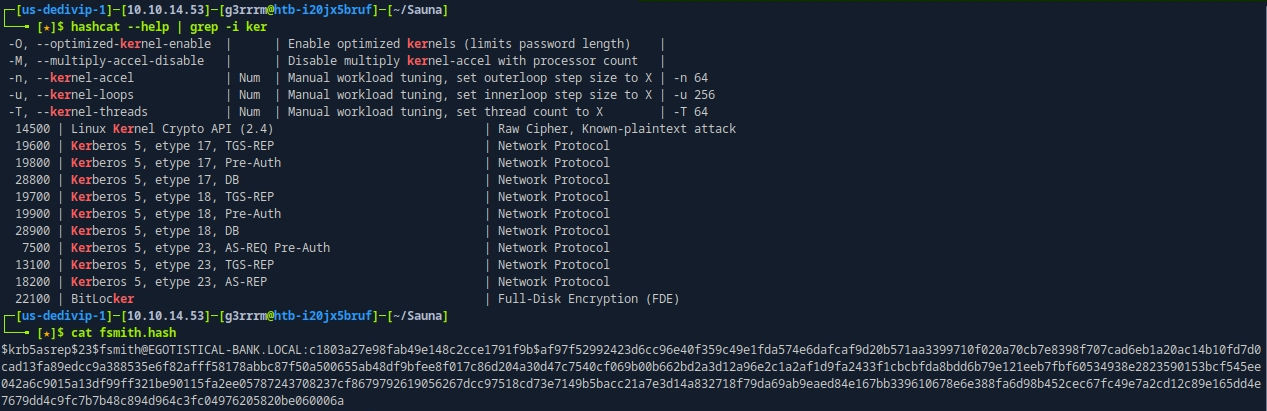 [us-dedivip-1]─[10.10.14.53]─[g3rrrm@htb-i20jx5bruf]─[~/Sauna]
[★]$ hashcat --help | grep -i ker
-O, --optimized-kernel-enable | | Enable optimized kernels (limits password length) |
-M, --multiply-accel-disable | | Disable multiply kernel-accel with processor count |
-n, --kernel-accel | Num | Manual workload tuning, set outerloop step size to X | -n 64
-u, --kernel-loops | Num | Manual workload tuning, set innerloop step size to X | -u 256
-T, --kernel-threads | Num | Manual workload tuning, set thread count to X | -T 64
14500 | Linux Kernel Crypto API (2.4) | Raw Cipher, Known-plaintext attack
19600 | Kerberos 5, etype 17, TGS-REP | Network Protocol
19800 | Kerberos 5, etype 17, Pre-Auth | Network Protocol
28800 | Kerberos 5, etype 17, DB | Network Protocol
19700 | Kerberos 5, etype 18, TGS-REP | Network Protocol
19900 | Kerberos 5, etype 18, Pre-Auth | Network Protocol
28900 | Kerberos 5, etype 18, DB | Network Protocol
7500 | Kerberos 5, etype 23, AS-REQ Pre-Auth | Network Protocol
13100 | Kerberos 5, etype 23, TGS-REP | Network Protocol
18200 | Kerberos 5, etype 23, AS-REP | Network Protocol
22100 | BitLocker | Full-Disk Encryption (FDE)
[us-dedivip-1]─[10.10.14.53]─[g3rrrm@htb-i20jx5bruf]─[~/Sauna]
[★]$ cat fsmith.hash
$krb5asrep$23$fsmith@EGOTISTICAL-BANK.LOCAL:c1803a27e98fab49e148c2cce1791f9b$af97f52992423d6cc96e40f359c49e1fda574e6dafcaf9d20b571aa3399710f020a70cb7e8398f707cad6eb1a20ac14b10fd7d0
cad13fa89edcc9a388535e6f82afff58178abbc87f50a500655ab48df9bfee8f017c86d204a30d47c7540cf069b00b662bd2a3d12a96e2c1a2af1d9fa2433f1cbcbfda8bdd6b79e121eeb7fbf60534938e2823590153bcf545ee
042a6c9015a13df99ff321be90115fa2ee05787243708237cf8679792619056267dcc97518cd73e7149b5bacc21a7e3d14a832718f79da69ab9eaed84e167bb339610678e6e388fa6d98b452cec67fc49e7a2cd12c89e165dd4e
7679dd4c9fc7b7b48c894d964c3fc04976205820be060006a